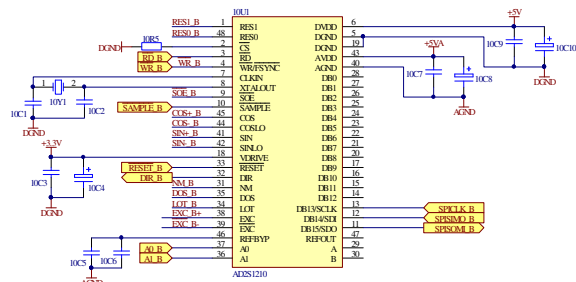 10U1
RES1_B 1 RES1 DVDD 6 +5V
RES0_B 48 RES0 DGND 5
DGND 10R5 2 CS DGND 19
RD_B 3 RD AVDD 43 +5VA
WR_B WR_B 4 WR/FSYNC AGND 40
7 CLKIN DB0 28
8 XTALOUT DB1 27
SOE_B 9 SOE DB2 26
SAMPLE_B 10 SAMPLE DB3 25
COS+_B 45 COS DB4 24
COS-_B 44 COSLO DB5 23
SIN+_B 41 SIN DB6 22
SIN-_B 42 SINLO DB7 21
+3.3V 18 VDRIVE DB8 20
RESET_B 33 RESET DB9 17
DIR_B 32 DIR DB10 16
NM_B 31 NM DB11 15
DOS_B 35 DOS DB12 14
LOT_B 34 LOT DB13/SCLK 13 SPICLK_B
EXC_B+ 38 EXC DB14/SDI 12 SPISIMO_B
EXC_B- 39 EXC DB15/SDO 11 SPISOMI_B
46 REFBYP REFOUT 47
A0_B 37 A0 A 29
A1_B 36 A1 B 30
AD2S1210
1 2
10Y1
10C1
10C2
DGND
10C3
10C4
DGND
10C5
10C6
AGND
10C7
10C8
AGND
10C9
10C10
DGND